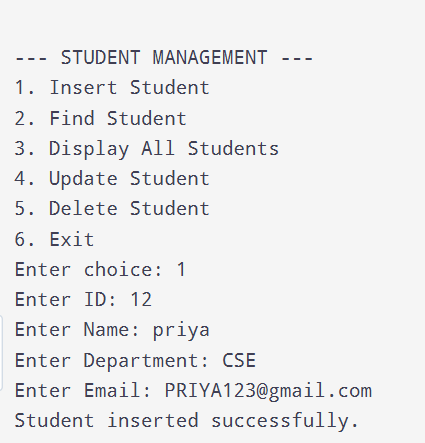 --- STUDENT MANAGEMENT ---
1. Insert Student
2. Find Student
3. Display All Students
4. Update Student
5. Delete Student
6. Exit
Enter choice: 1
Enter ID: 12
Enter Name: priya
Enter Department: CSE
Enter Email: PRIYA123@gmail.com
Student inserted successfully.